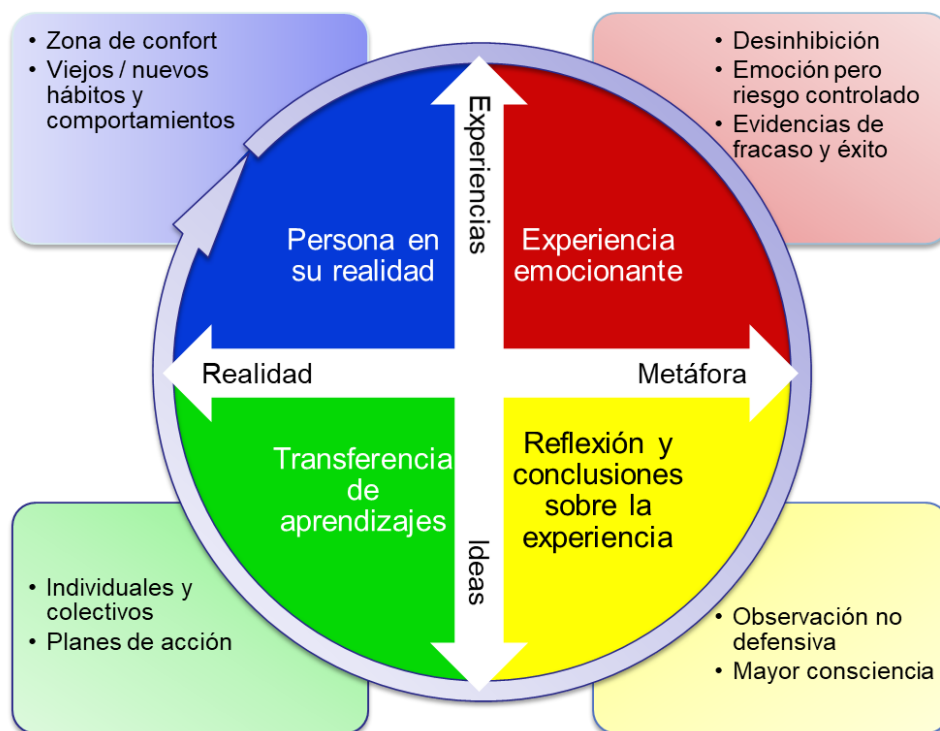 • Zona de confort
• Viejos / nuevos
hábitos y
comportamientos
• Desinhibición
• Emoción pero
riesgo controlado
• Evidencias de
fracaso y éxito
Experiencias
Persona en
su realidad
Experiencia
emocionante
Realidad
Metáfora
Transferencia
de
aprendizajes
Reflexión y
conclusiones
sobre la
experiencia
Ideas
• Individuales y
colectivos
• Planes de acción
• Observación no
defensiva
• Mayor consciencia